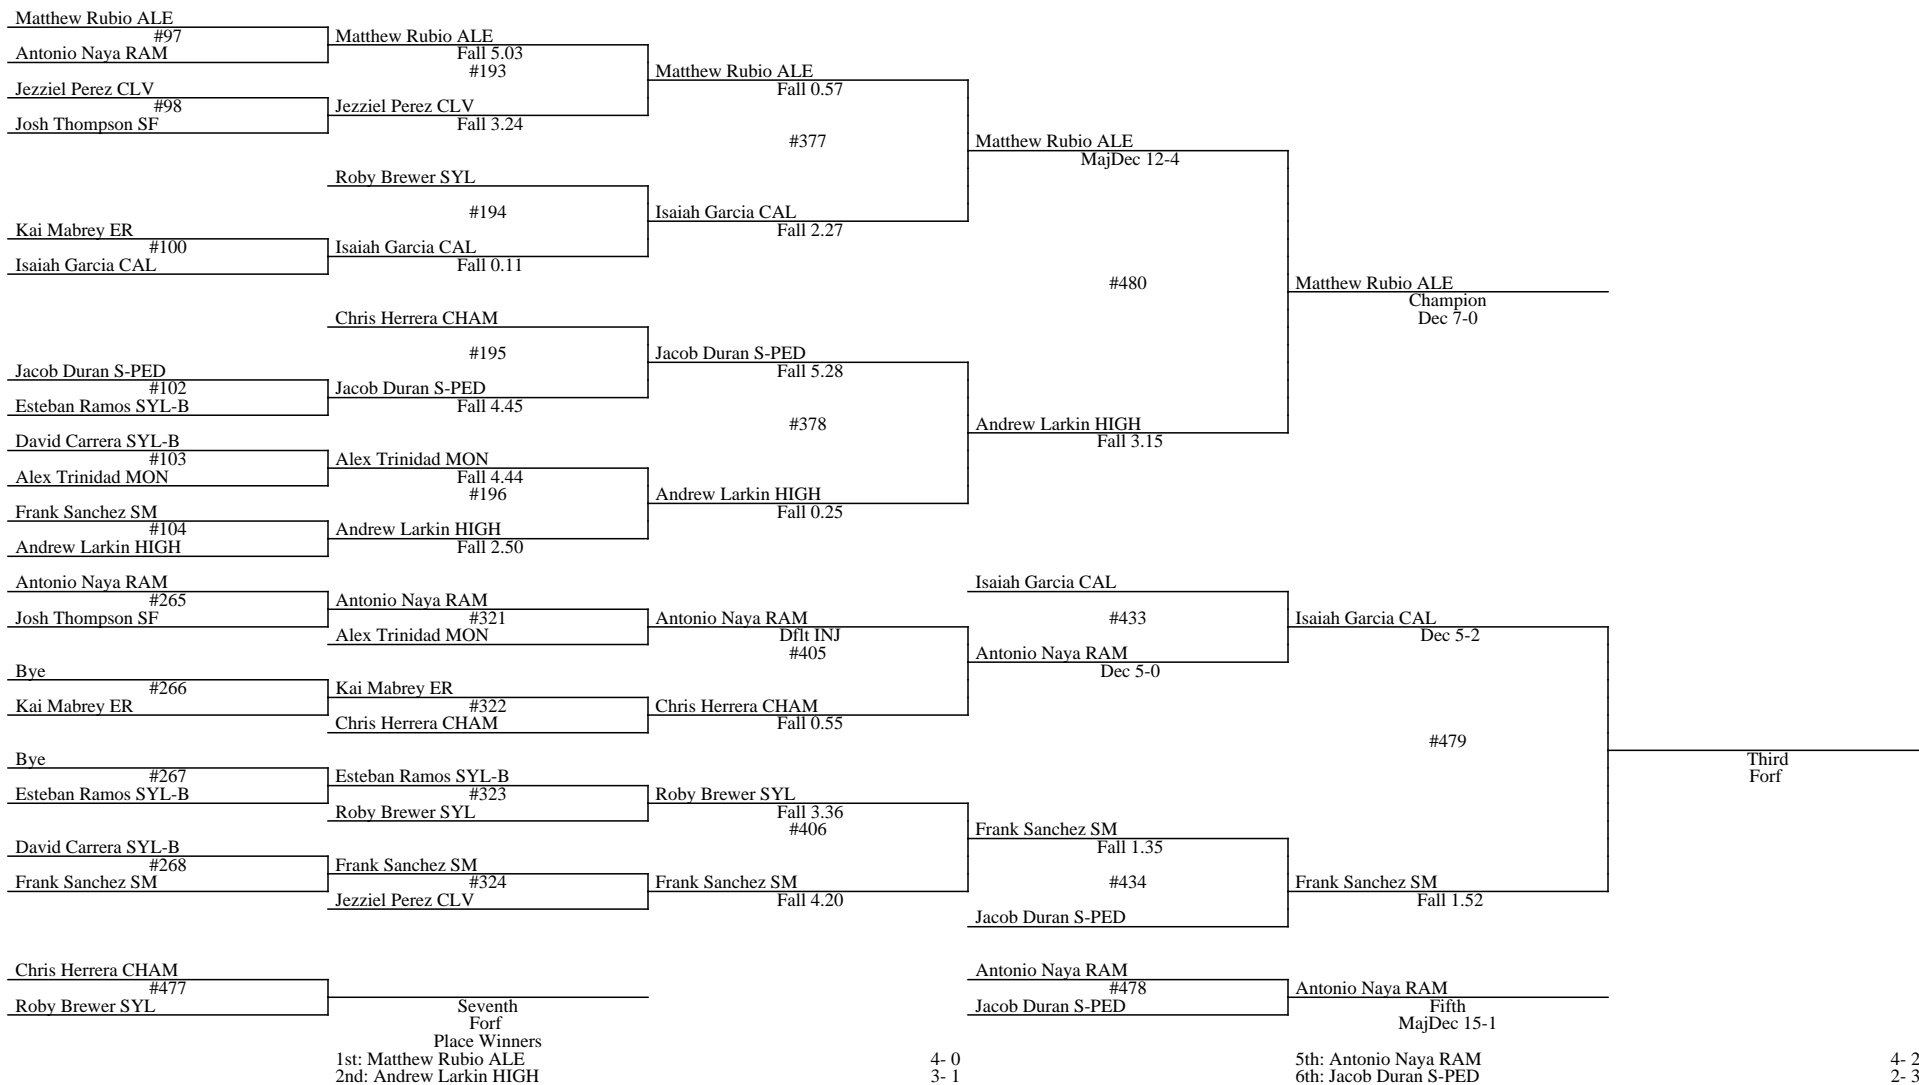 Matthew Rubio ALE
#97
Antonio Naya RAM
Jezziel Perez CLV
#98
Josh Thompson SF
Kai Mabrey ER
#100
Isaiah Garcia CAL
Jacob Duran S-PED
#102
Esteban Ramos SYL-B
David Carrera SYL-B
#103
Alex Trinidad MON
Frank Sanchez SM
#104
Andrew Larkin HIGH
Matthew Rubio ALE
Fall 5.03
#193
Jezziel Perez CLV
Fall 3.24
Roby Brewer SYL
#194
Isaiah Garcia CAL
Fall 0.11
Chris Herrera CHAM
#195
Jacob Duran S-PED
Fall 4.45
Alex Trinidad MON
Fall 4.44
#196
Andrew Larkin HIGH
Fall 2.50
Matthew Rubio ALE
Fall 0.57
#377
Isaiah Garcia CAL
Fall 2.27
Jacob Duran S-PED
Fall 5.28
#378
Andrew Larkin HIGH
Fall 0.25
Matthew Rubio ALE
MajDec 12-4
#480
Andrew Larkin HIGH
Fall 3.15
Matthew Rubio ALE
Champion
Dec 7-0
Antonio Naya RAM
#265
Josh Thompson SF
Bye
#266
Kai Mabrey ER
Bye
#267
Esteban Ramos SYL-B
David Carrera SYL-B
#268
Frank Sanchez SM
Antonio Naya RAM
#321
Alex Trinidad MON
Kai Mabrey ER
#322
Chris Herrera CHAM
Esteban Ramos SYL-B
#323
Roby Brewer SYL
Frank Sanchez SM
#324
Jezziel Perez CLV
Antonio Naya RAM
Dflt INJ
#405
Chris Herrera CHAM
Fall 0.55
Roby Brewer SYL
Fall 3.36
#406
Frank Sanchez SM
Fall 4.20
Isaiah Garcia CAL
#433
Antonio Naya RAM
Dec 5-0
Frank Sanchez SM
Fall 1.35
#434
Jacob Duran S-PED
Isaiah Garcia CAL
Dec 5-2
#479
Frank Sanchez SM
Fall 1.52
Third
Forf
Chris Herrera CHAM
#477
Roby Brewer SYL
Seventh
Forf
Antonio Naya RAM
#478
Jacob Duran S-PED
Antonio Naya RAM
Fifth
MajDec 15-1
Place Winners
1st: Matthew Rubio ALE 4- 0
2nd: Andrew Larkin HIGH 3- 1
5th: Antonio Naya RAM 4- 2
6th: Jacob Duran S-PED 2- 3